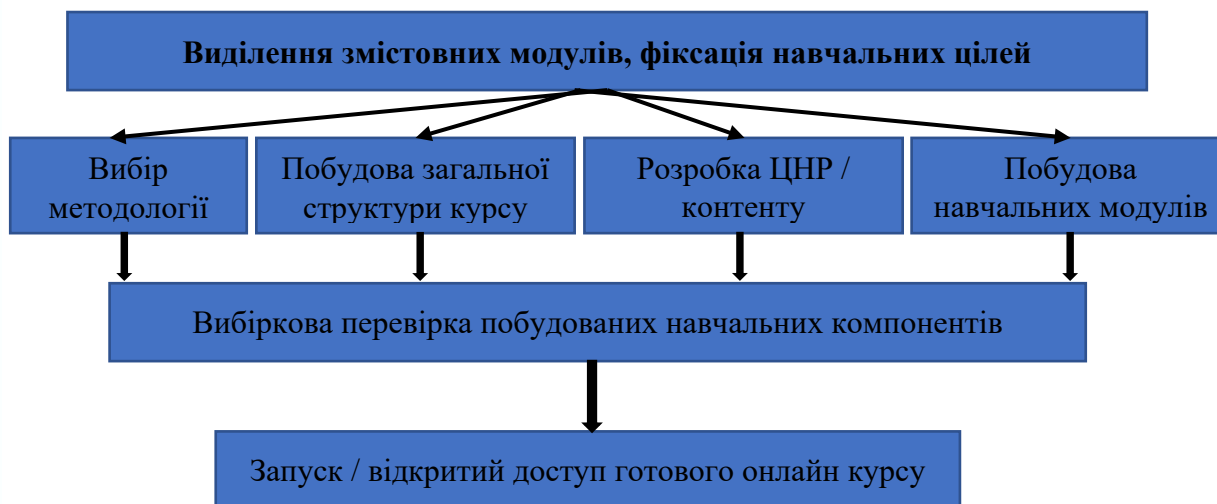 Виділення змістовних модулів, фіксація навчальних цілей
Вибір
методології
Побудова загальної
структури курсу
Розробка ЦНР /
контенту
Побудова
навчальних модулів
Вибіркова перевірка побудованих навчальних компонентів
Запуск / відкритий доступ готового онлайн курсу